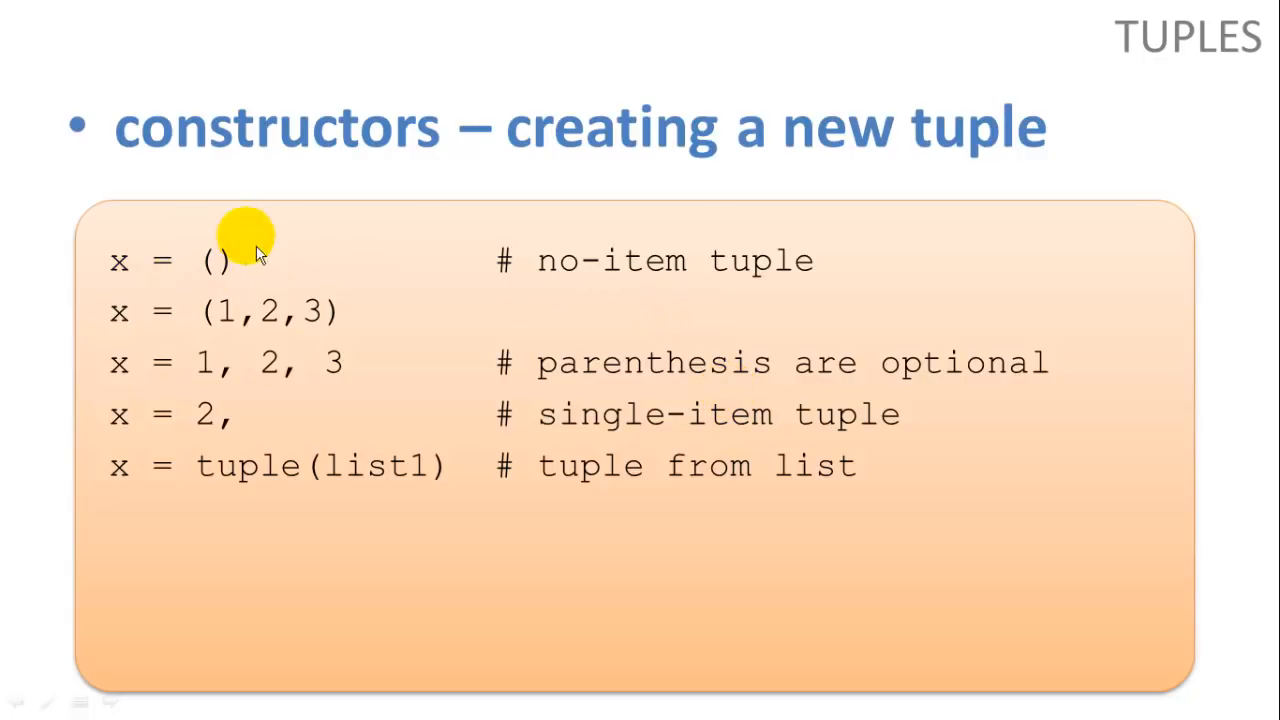 TUPLES
• constructors – creating a new tuple
x = () # no-item tuple
x = (1,2,3)
x = 1, 2, 3 # parenthesis are optional
x = 2, # single-item tuple
x = tuple(list1) # tuple from list